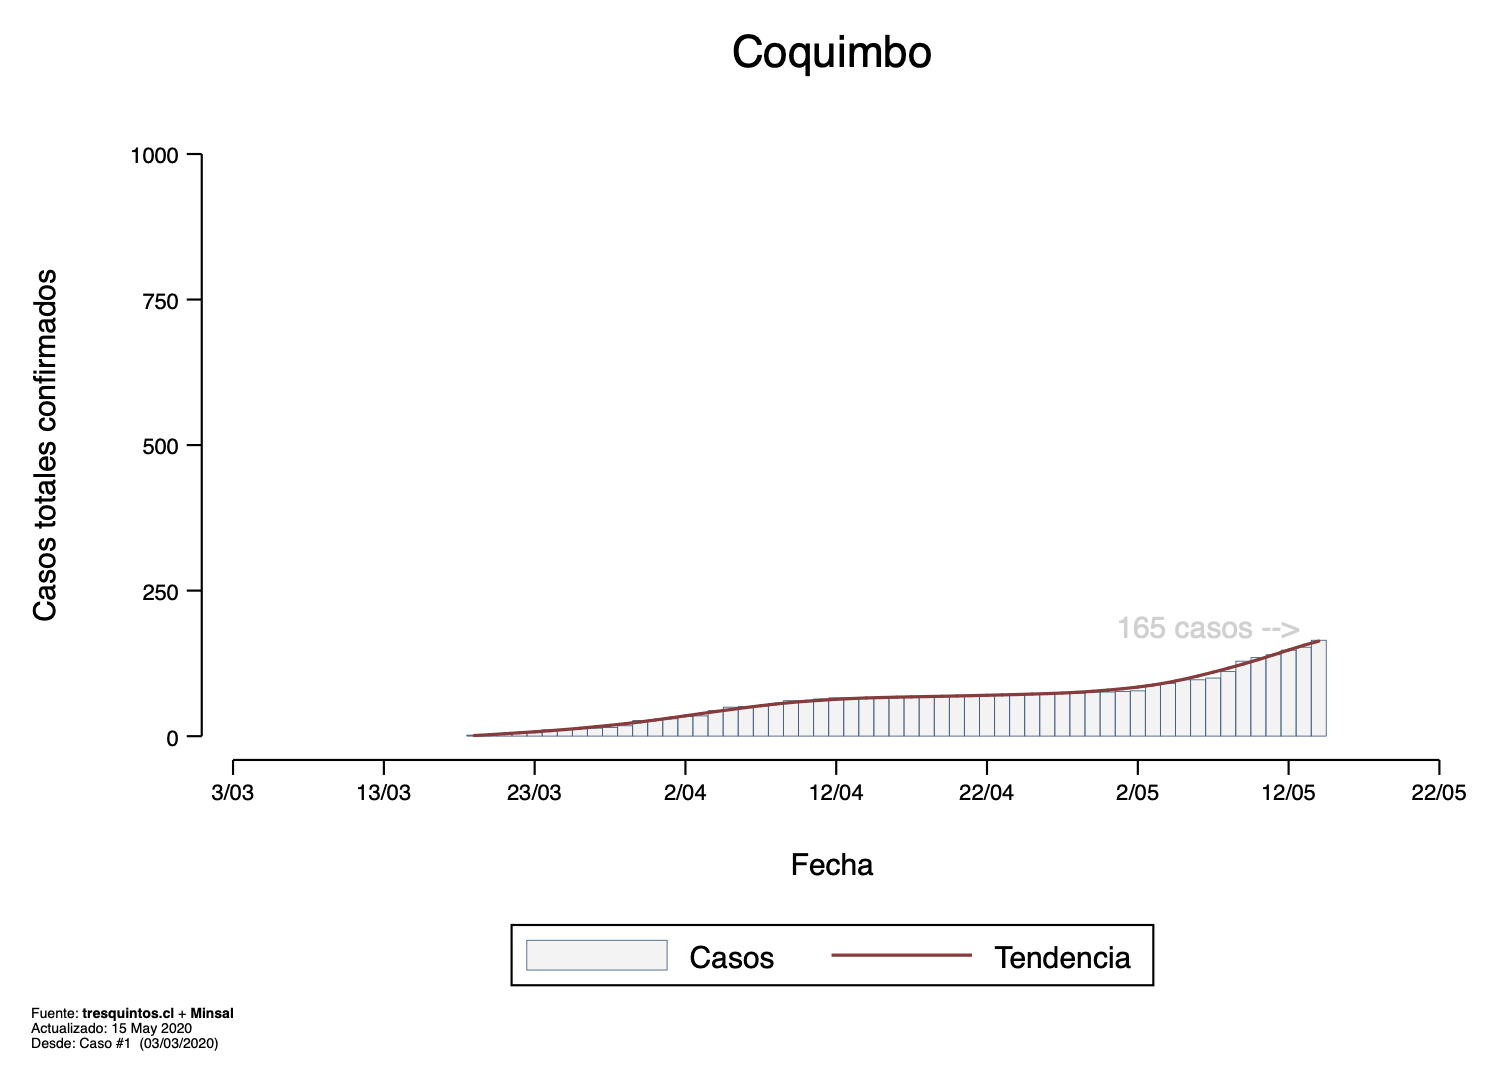 Coquimbo
Casos totales confirmados
1000
750
500
250
0
165 casos -->
3/03 13/03 23/03 2/04 12/04 22/04 2/05 12/05 22/05
Fecha
Casos Tendencia
Fuente: tresquintos.cl + Minsal
Actualizado: 15 May 2020
Desde: Caso #1 (03/03/2020)